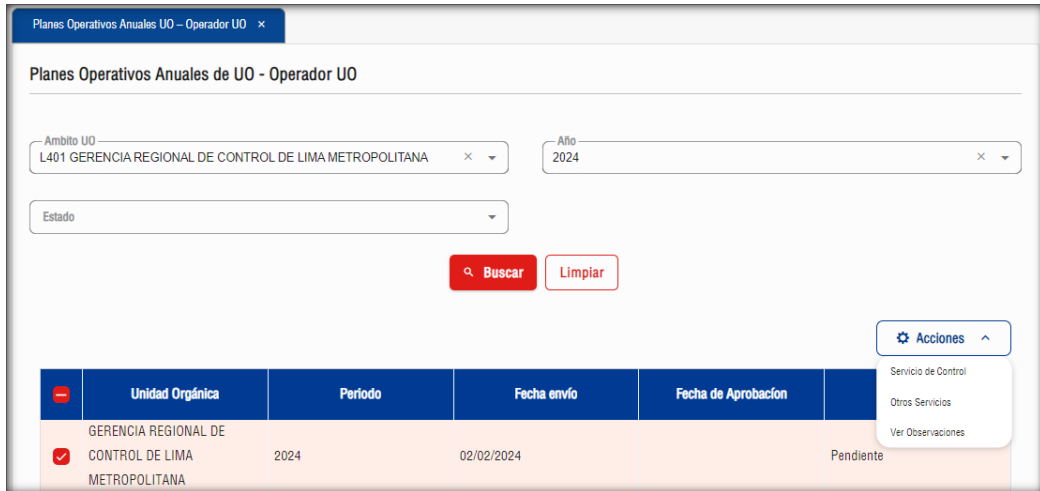 Planes Operativos Anuales UO – Operador UO ×
Planes Operativos Anuales de UO - Operador UO
Ambito UO
L401 GERENCIA REGIONAL DE CONTROL DE LIMA METROPOLITANA
Año
2024
Estado
Buscar
Limpiar
Acciones
Servicio de Control
Otros Servicios
Ver Observaciones
Unidad Orgánica
Periodo
Fecha envío
Fecha de Aprobacíon
GERENCIA REGIONAL DE
CONTROL DE LIMA
METROPOLITANA
2024
02/02/2024
Pendiente